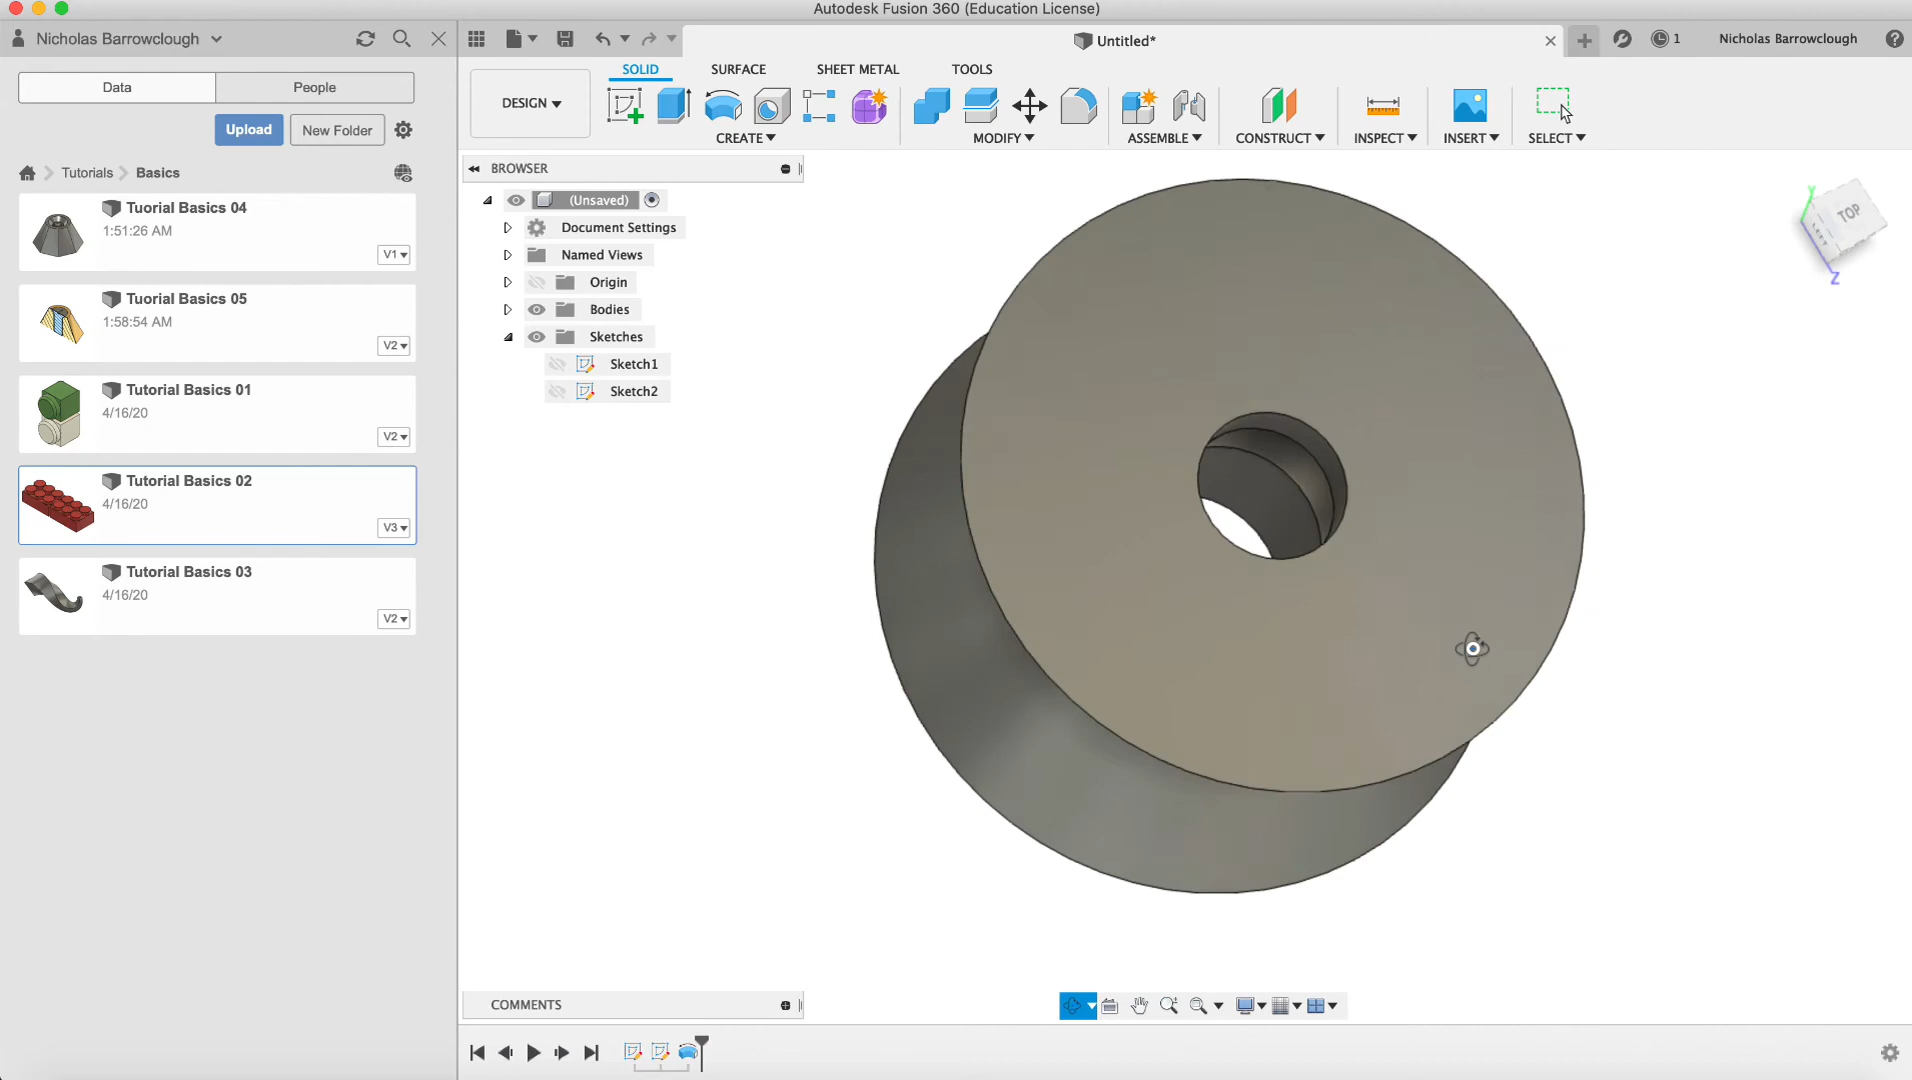 Autodesk Fusion 360 (Education License)
Nicholas Barrowclough
Untitled*
1
Nicholas Barrowclough
Data
People
Upload
New Folder
Tutorials
Basics
Tuorial Basics 04
1:51:26 AM
V1
Tuorial Basics 05
1:58:54 AM
V2
Tutorial Basics 01
4/16/20
V2
Tutorial Basics 02
4/16/20
V3
Tutorial Basics 03
4/16/20
V2
DESIGN
SOLID
SURFACE
SHEET METAL
TOOLS
CREATE
MODIFY
ASSEMBLE
CONSTRUCT
INSPECT
INSERT
SELECT
BROWSER
(Unsaved)
Document Settings
Named Views
Origin
Bodies
Sketches
Sketch1
Sketch2
Y
TOP
LEFT
Z
COMMENTS